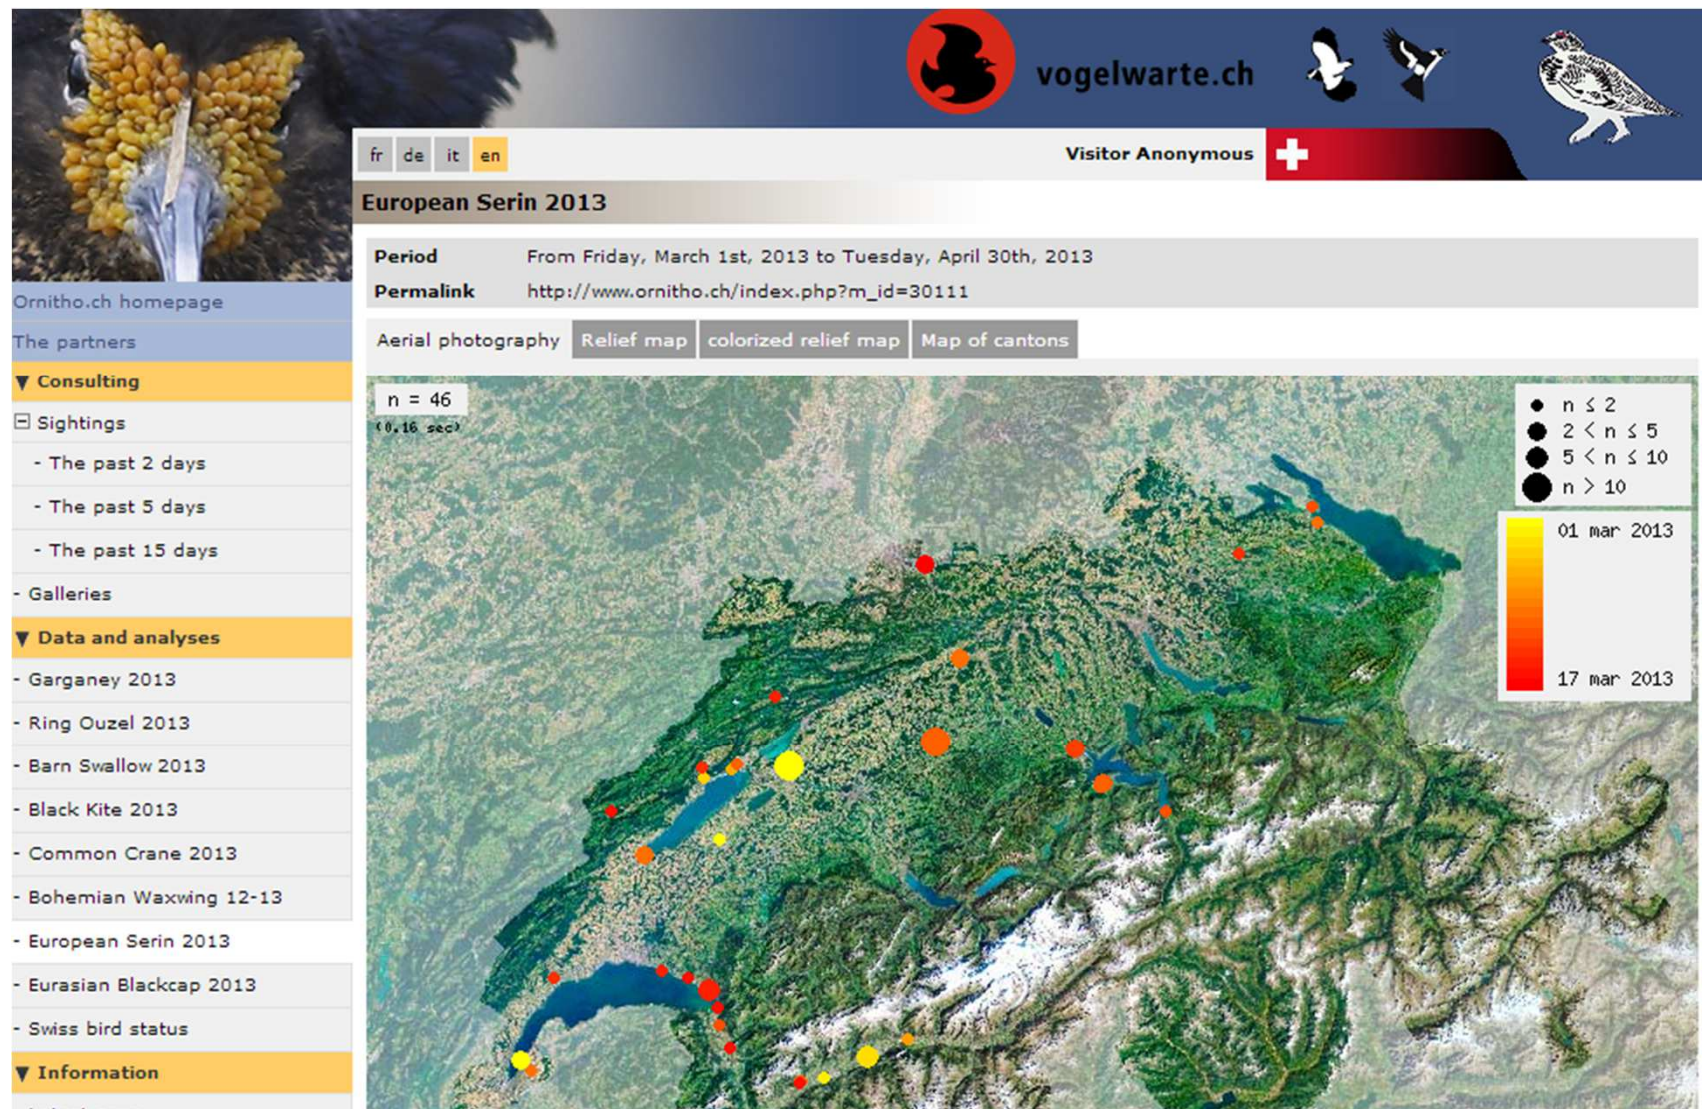 vogelwarte.ch
fr de it en
Visitor Anonymous
European Serin 2013
Period From Friday, March 1st, 2013 to Tuesday, April 30th, 2013
Permalink http://www.ornitho.ch/index.php?m_id=30111
Aerial photography Relief map colorized relief map Map of cantons
n = 46
(0.16 sec)
n ≤ 2
2 < n ≤ 5
5 < n ≤ 10
n > 10
01 mar 2013
17 mar 2013
Ornitho.ch homepage
The partners
▼ Consulting
Sightings
- The past 2 days
- The past 5 days
- The past 15 days
- Galleries
▼ Data and analyses
- Garganey 2013
- Ring Ouzel 2013
- Barn Swallow 2013
- Black Kite 2013
- Common Crane 2013
- Bohemian Waxwing 12-13
- European Serin 2013
- Eurasian Blackcap 2013
- Swiss bird status
▼ Information